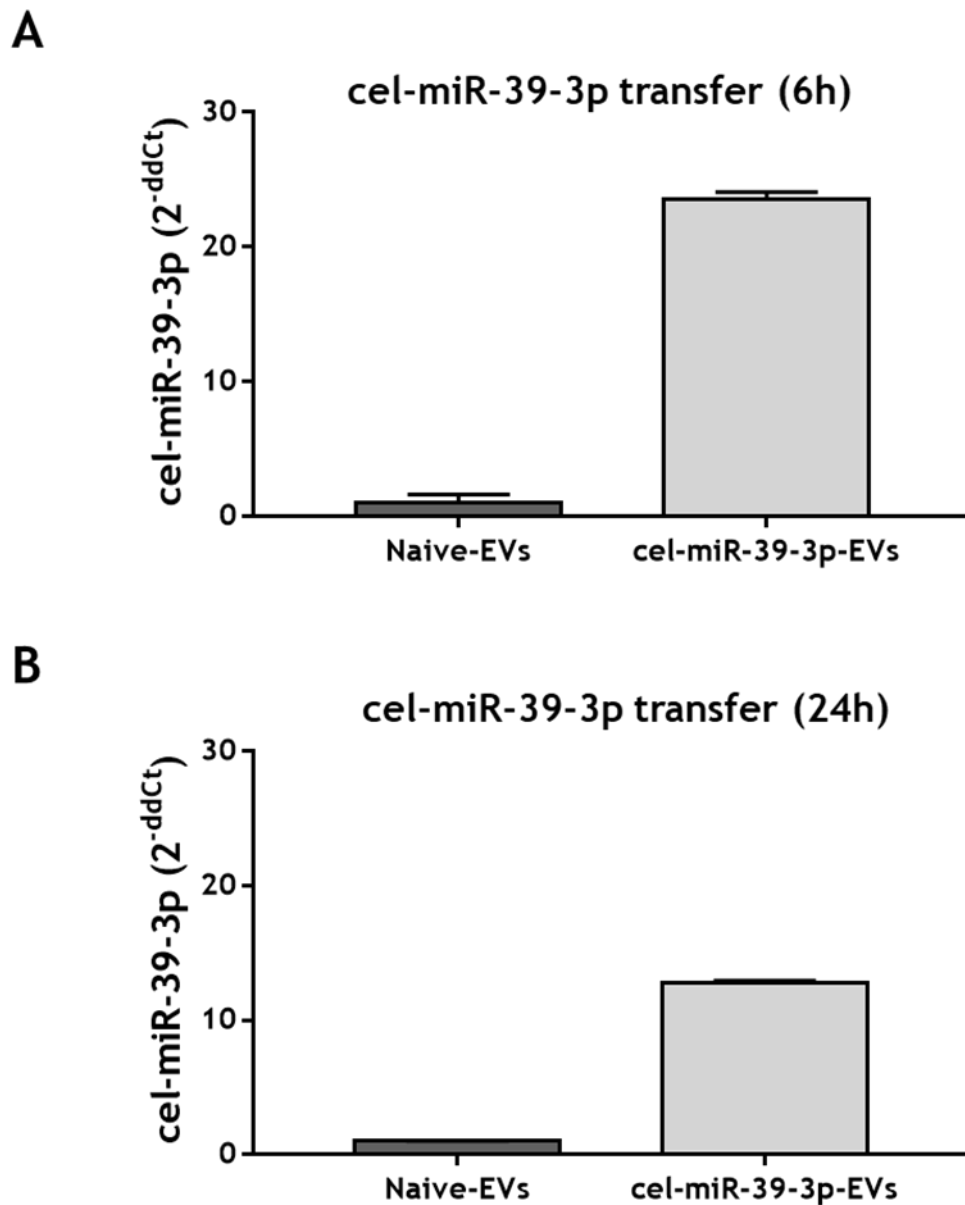 A
cel-miR-39-3p transfer (6h)
cel-miR-39-3p (2^-ddCt)
30
20
10
0
Naive-EVs
cel-miR-39-3p-EVs
B
cel-miR-39-3p transfer (24h)
cel-miR-39-3p (2^-ddCt)
30
20
10
0
Naive-EVs
cel-miR-39-3p-EVs